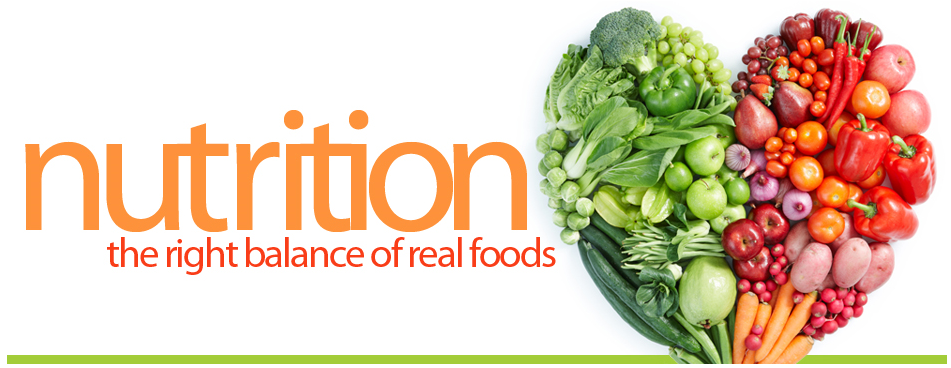 nutrition
the right balance of real foods